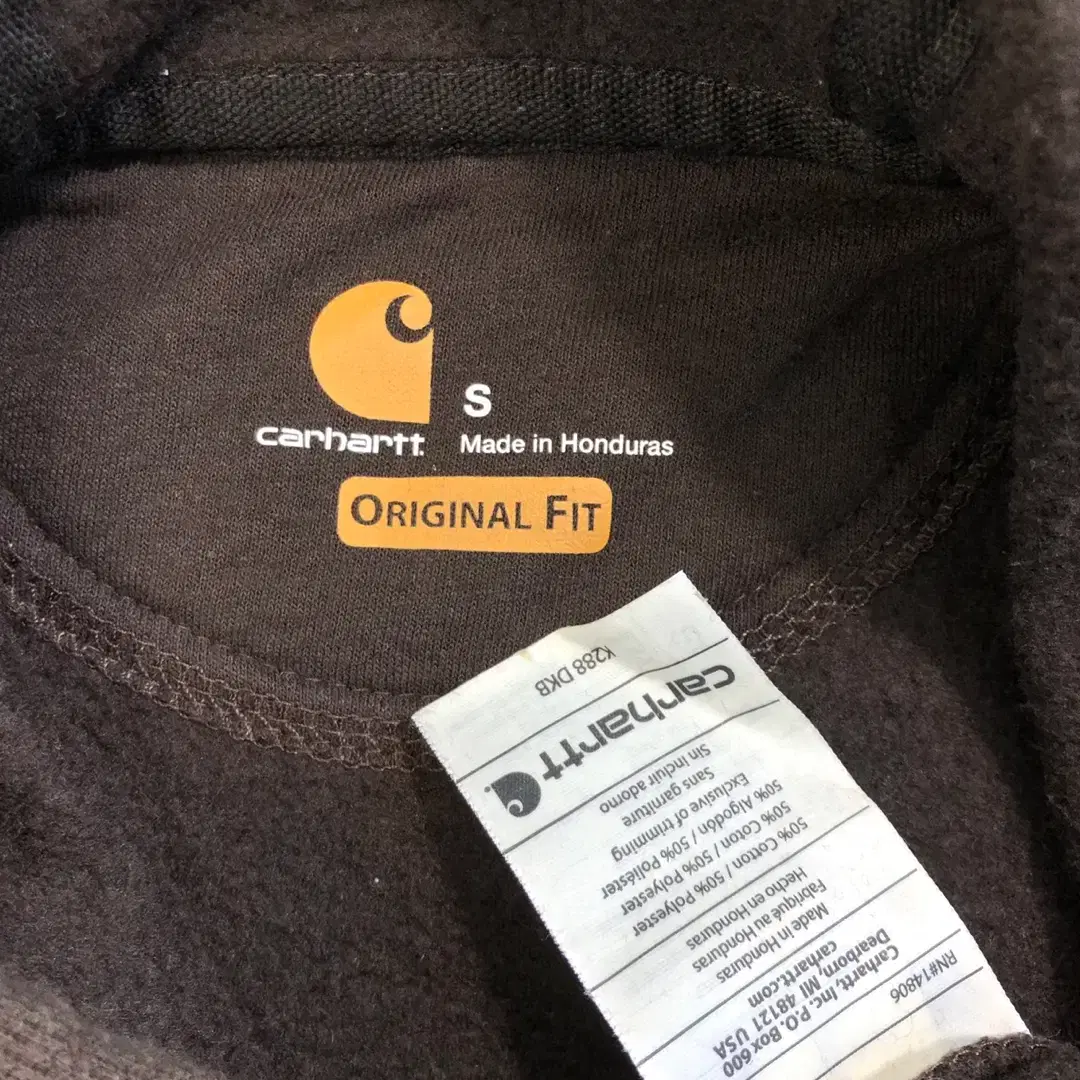 S
carhartt.
Made in Honduras
ORIGINAL FIT
RN#14806
Carhartt, Inc. P.O. Box 600
Dearborn, MI 48121 USA
carhartt.com
Made in Honduras
Fabriqué au Honduras
Hecho en Honduras
50% Cotton / 50% Polyester
50% Coton / 50% Polyester
50% Algodón / 50% Poliéster
Exclusive of trimming
Sans garniture
Sin incluir adorno
carhartt
K288 DKB